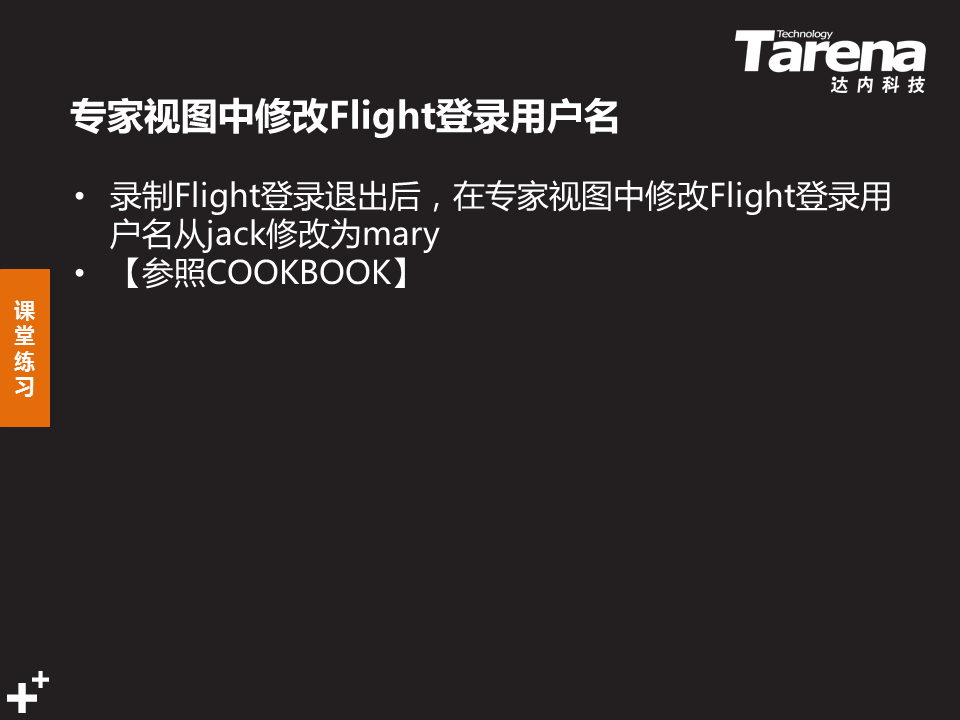 Technology
Tarena
达内科技
专家视图中修改Flight登录用户名
• 录制Flight登录退出后，在专家视图中修改Flight登录用
户名从jack修改为mary
• 【参照COOKBOOK】
课
堂
练
习